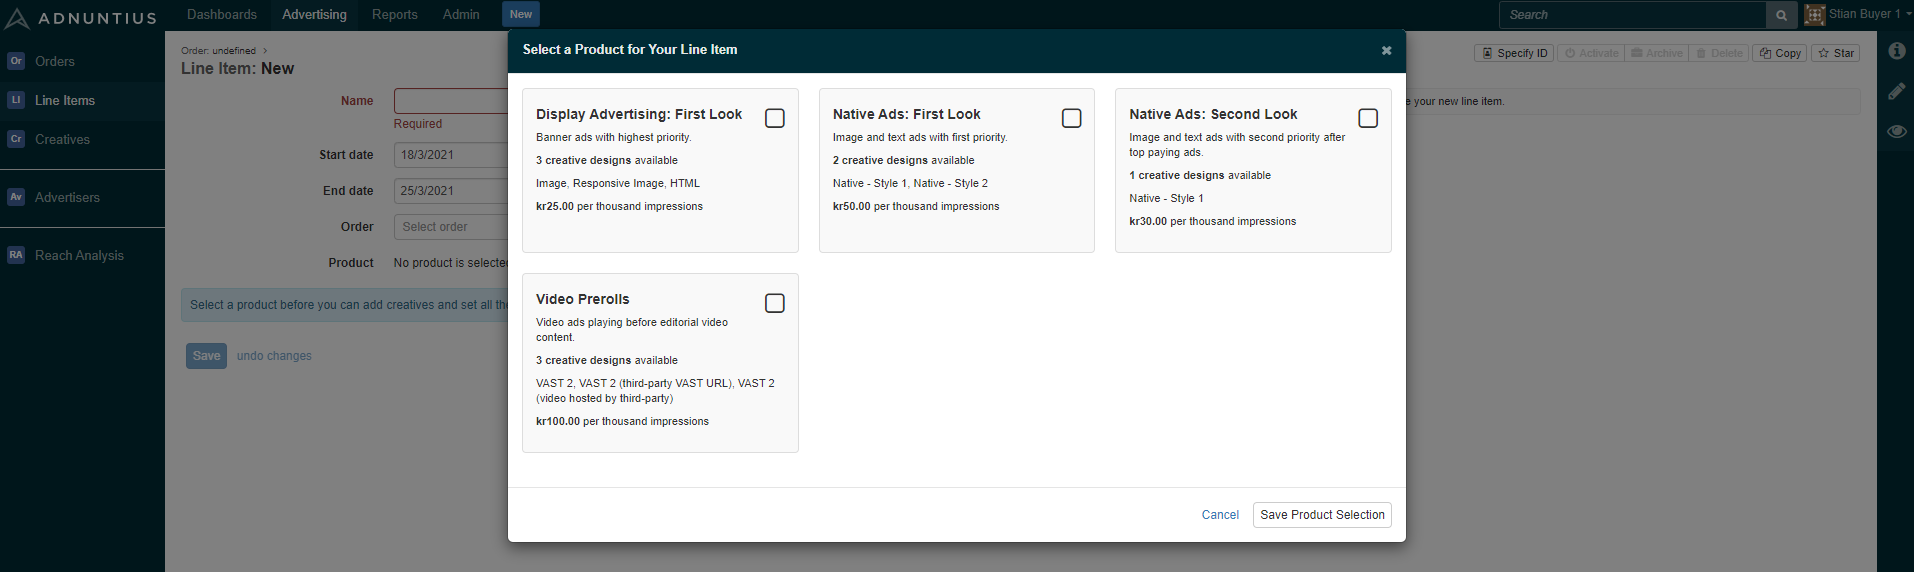 ADNUNTIUS
Dashboards
Advertising
Reports
Admin
New
Search
Stian Buyer 1
Or Orders
LI Line Items
Cr Creatives
Av Advertisers
RA Reach Analysis
Order: undefined >
Line Item: New
Specify ID
Activate
Archive
Delete
Copy
Star
Name
Required
Start date 18/3/2021
End date 25/3/2021
Order Select order
Product No product is selected
Select a product before you can add creatives and set all the
Save undo changes
e your new line item.
Select a Product for Your Line Item
Display Advertising: First Look
Banner ads with highest priority.
3 creative designs available
Image, Responsive Image, HTML
kr25.00 per thousand impressions
Native Ads: First Look
Image and text ads with first priority.
2 creative designs available
Native - Style 1, Native - Style 2
kr50.00 per thousand impressions
Native Ads: Second Look
Image and text ads with second priority after
top paying ads.
1 creative designs available
Native - Style 1
kr30.00 per thousand impressions
Video Prerolls
Video ads playing before editorial video
content.
3 creative designs available
VAST 2, VAST 2 (third-party VAST URL), VAST 2
(video hosted by third-party)
kr100.00 per thousand impressions
Cancel
Save Product Selection